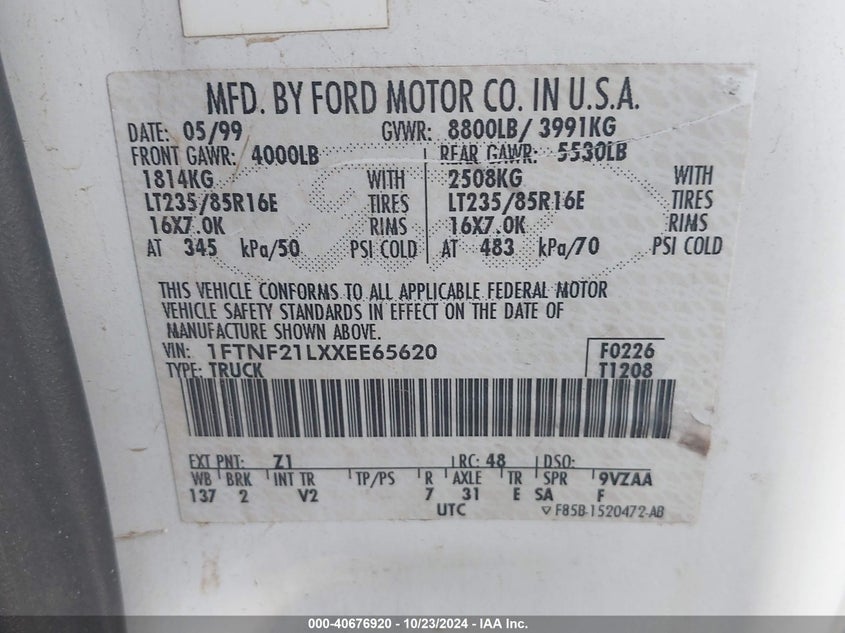 MFD. BY FORD MOTOR CO. IN U.S.A.
DATE: 05/99 GVWR: 8800LB/ 3991KG
FRONT GAWR: 4000LB REAR GAWR: 5530LB
1814KG WITH 2508KG WITH
LT235/85R16E TIRES LT235/85R16E TIRES
16X7.0K RIMS 16X7.0K RIMS
AT 345 kPa/50 PSI COLD AT 483 kPa/70 PSI COLD
THIS VEHICLE CONFORMS TO ALL APPLICABLE FEDERAL MOTOR
VEHICLE SAFETY STANDARDS IN EFFECT ON THE DATE OF
MANUFACTURE SHOWN ABOVE.
VIN: 1FTNF21LXXEE65620 F0226
TYPE: TRUCK T1208
EXT PNT: Z1 RC: 48 DSO:
WB BRK INT TR TP/PS R AXLE TR SPR 9VZAA
137 2 V2 7 31 E SA F
UTC ▽ F85B-1520472-AB
000-40676920 - 10/23/2024 - IAA Inc.